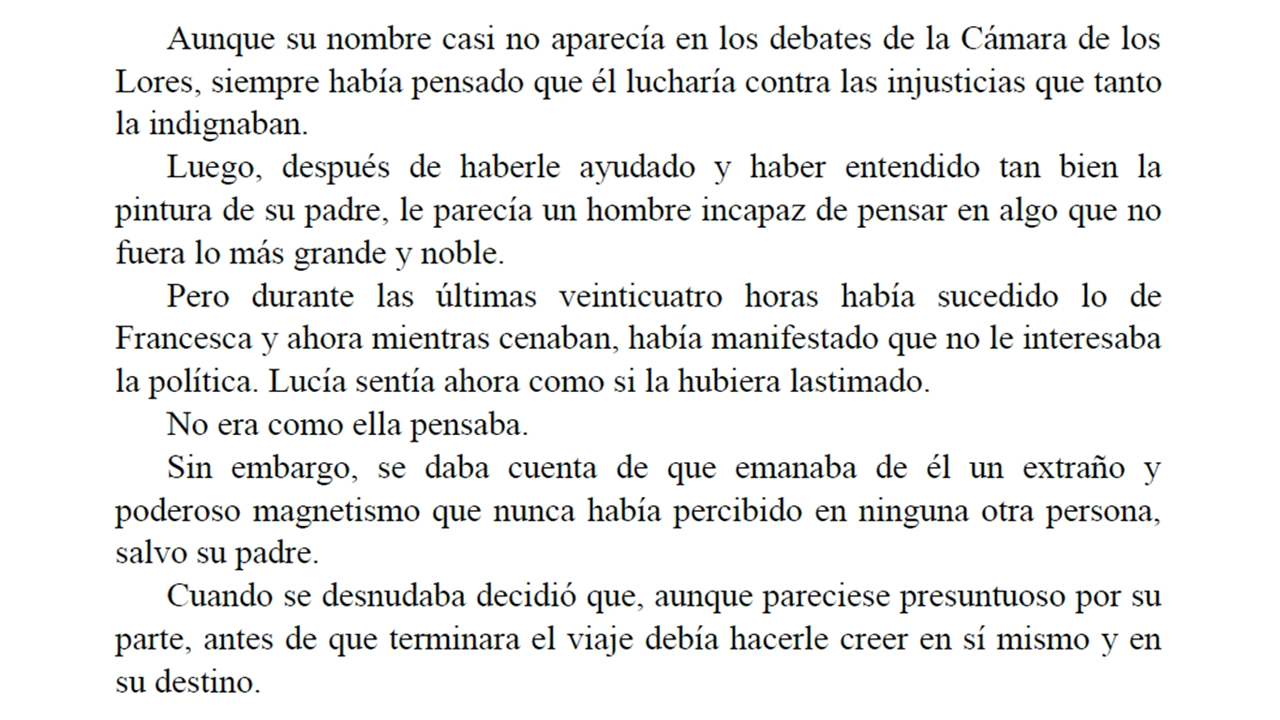 Aunque su nombre casi no aparecía en los debates de la Cámara de los
Lores, siempre había pensado que él lucharía contra las injusticias que tanto
la indignaban.
Luego, después de haberle ayudado y haber entendido tan bien la
pintura de su padre, le parecía un hombre incapaz de pensar en algo que no
fuera lo más grande y noble.
Pero durante las últimas veinticuatro horas había sucedido lo de
Francesca y ahora mientras cenaban, había manifestado que no le interesaba
la política. Lucía sentía ahora como si la hubiera lastimado.
No era como ella pensaba.
Sin embargo, se daba cuenta de que emanaba de él un extraño y
poderoso magnetismo que nunca había percibido en ninguna otra persona,
salvo su padre.
Cuando se desnudaba decidió que, aunque pareciese presuntuoso por su
parte, antes de que terminara el viaje debía hacerle creer en sí mismo y en
su destino.